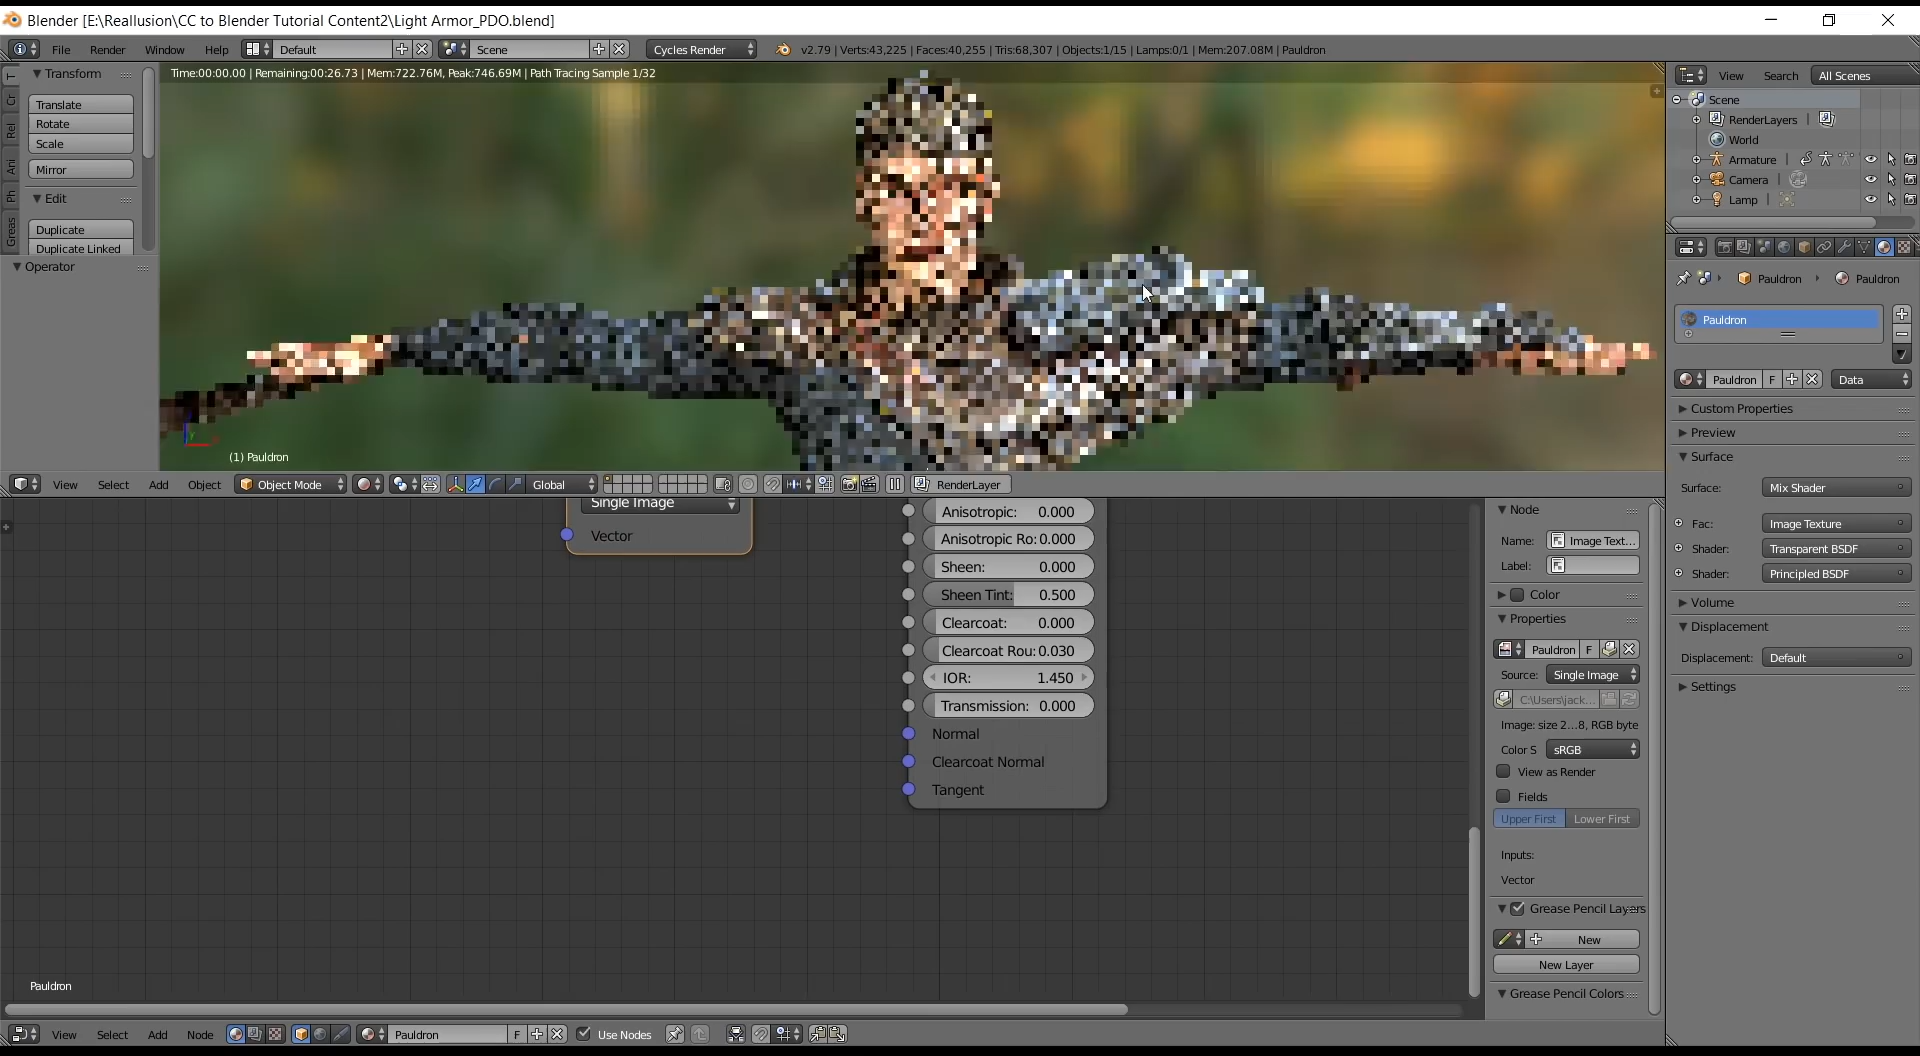 Blender [E:\Reallusion\CC to Blender Tutorial Content2\Light Armor_PDO.blend]
File Render Window Help Default Scene Cycles Render v2.79 | Verts:43,225 | Faces:40,255 | Tris:68,307 | Objects:1/15 | Lamps:0/1 | Mem:207.08M | Pauldron
Time:00:00.00 | Remaining:00:26.73 | Mem:722.76M, Peak:746.69M | Path Tracing Sample 1/32
T
Cr
Rel
Ani
Ph
Greas
Transform
Translate
Rotate
Scale
Mirror
Edit
Duplicate
Duplicate Linked
Operator
(1) Pauldron
View Select Add Object Object Mode Global RenderLayer
View Search All Scenes
Scene
RenderLayers |
World
Armature |
Camera |
Lamp |
Pauldron Pauldron
Pauldron
Pauldron F Data
Custom Properties
Preview
Surface
Surface: Mix Shader
Fac: Image Texture
Shader: Transparent BSDF
Shader: Principled BSDF
Volume
Displacement
Displacement: Default
Settings
Single Image
Vector
Anisotropic: 0.000
Anisotropic Ro: 0.000
Sheen: 0.000
Sheen Tint: 0.500
Clearcoat: 0.000
Clearcoat Rou: 0.030
IOR: 1.450
Transmission: 0.000
Normal
Clearcoat Normal
Tangent
Node
Name: Image Text...
Label:
Color
Properties
Pauldron F
Source: Single Image
C:\Users\jack...
Image: size 2...8, RGB byte
Color S sRGB
View as Render
Fields
Upper First Lower First
Inputs:
Vector
Grease Pencil Layers
New
New Layer
Grease Pencil Colors
Pauldron
View Select Add Node Pauldron F Use Nodes